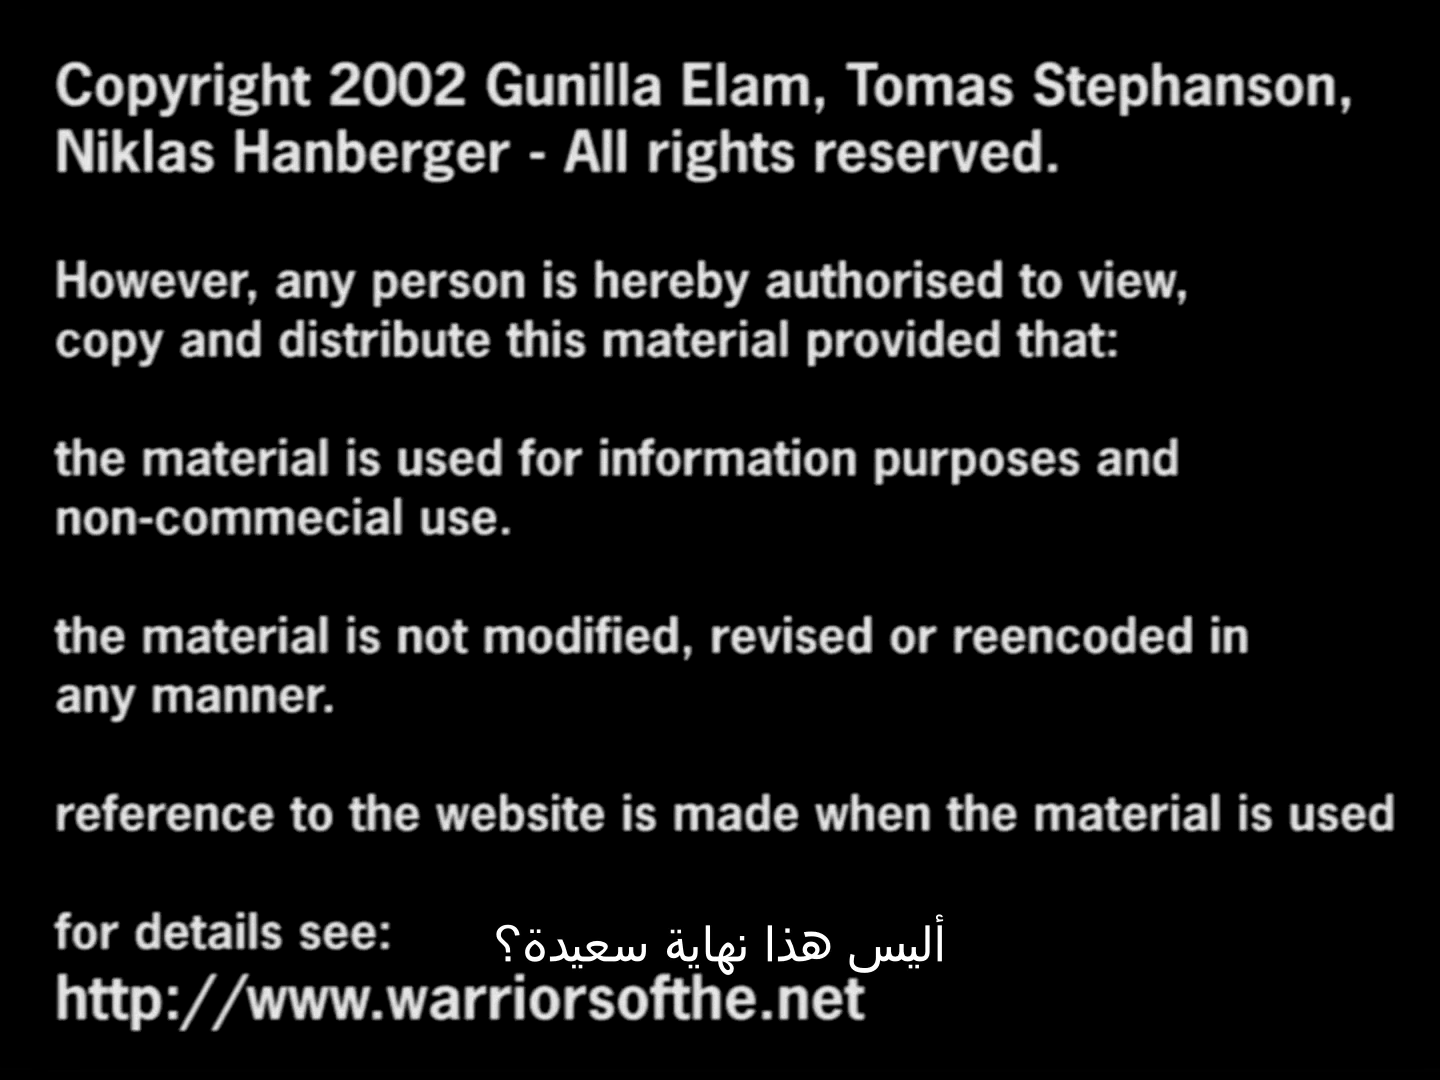 Copyright 2002 Gunilla Elam, Tomas Stephanson,
Niklas Hanberger - All rights reserved.
However, any person is hereby authorised to view,
copy and distribute this material provided that:
the material is used for information purposes and
non-commecial use.
the material is not modified, revised or reencoded in
any manner.
reference to the website is made when the material is used
for details see:
أليس هذا نهاية سعيدة؟
http://www.warriorsofthe.net